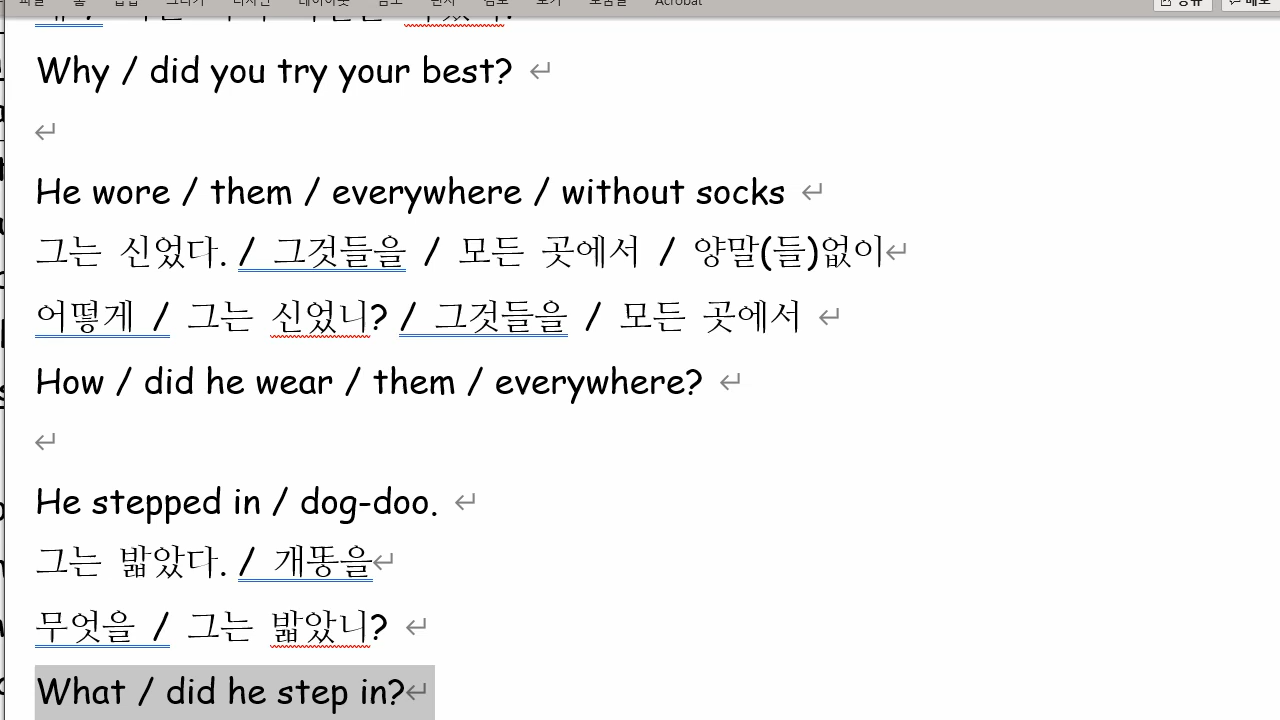 Acrobat
Why / did you try your best?
He wore / them / everywhere / without socks
그는 신었다. / 그것들을 / 모든 곳에서 / 양말(들)없이
어떻게 / 그는 신었니? / 그것들을 / 모든 곳에서
How / did he wear / them / everywhere?
He stepped in / dog-doo.
그는 밟았다. / 개똥을
무엇을 / 그는 밟았니?
What / did he step in?